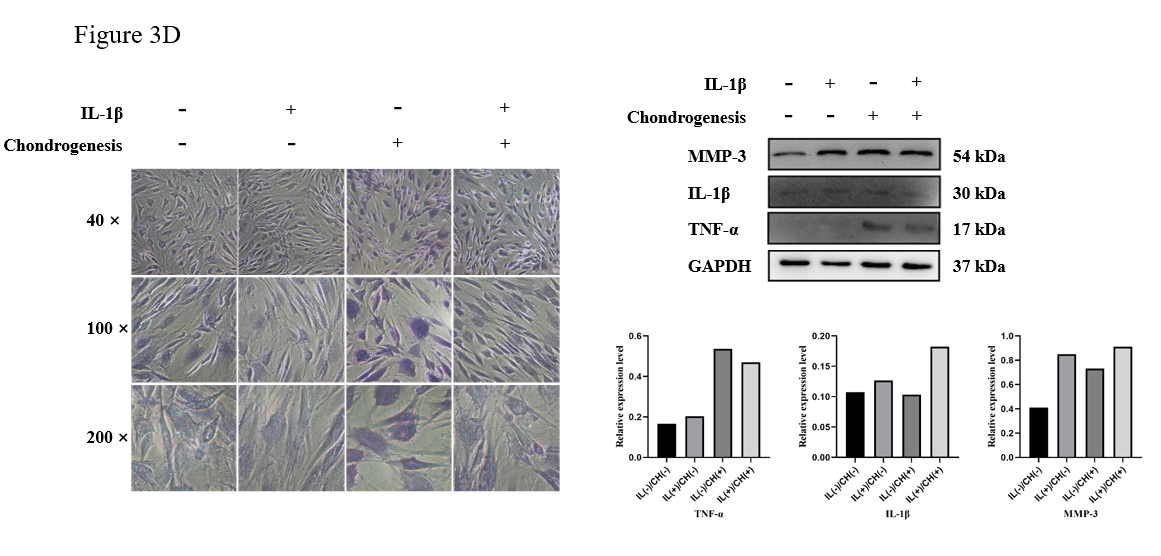 Figure 3D
IL-1β - + - +
Chondrogenesis - - + +
40 ×
100 ×
200 ×
IL-1β - + - +
Chondrogenesis - - + +
MMP-3 54 kDa
IL-1β 30 kDa
TNF-α 17 kDa
GAPDH 37 kDa
Relative expression level
0.6
0.4
0.2
0.0
IL(-)/CH(-) IL(+)/CH(-) IL(-)/CH(+) IL(+)/CH(+)
TNF-α
Relative expression level
0.20
0.15
0.10
0.05
0.00
IL(-)/CH(-) IL(+)/CH(-) IL(-)/CH(+) IL(+)/CH(+)
IL-1β
Relative expression level
1.0
0.8
0.6
0.4
0.2
0.0
IL(-)/CH(-) IL(+)/CH(-) IL(-)/CH(+) IL(+)/CH(+)
MMP-3